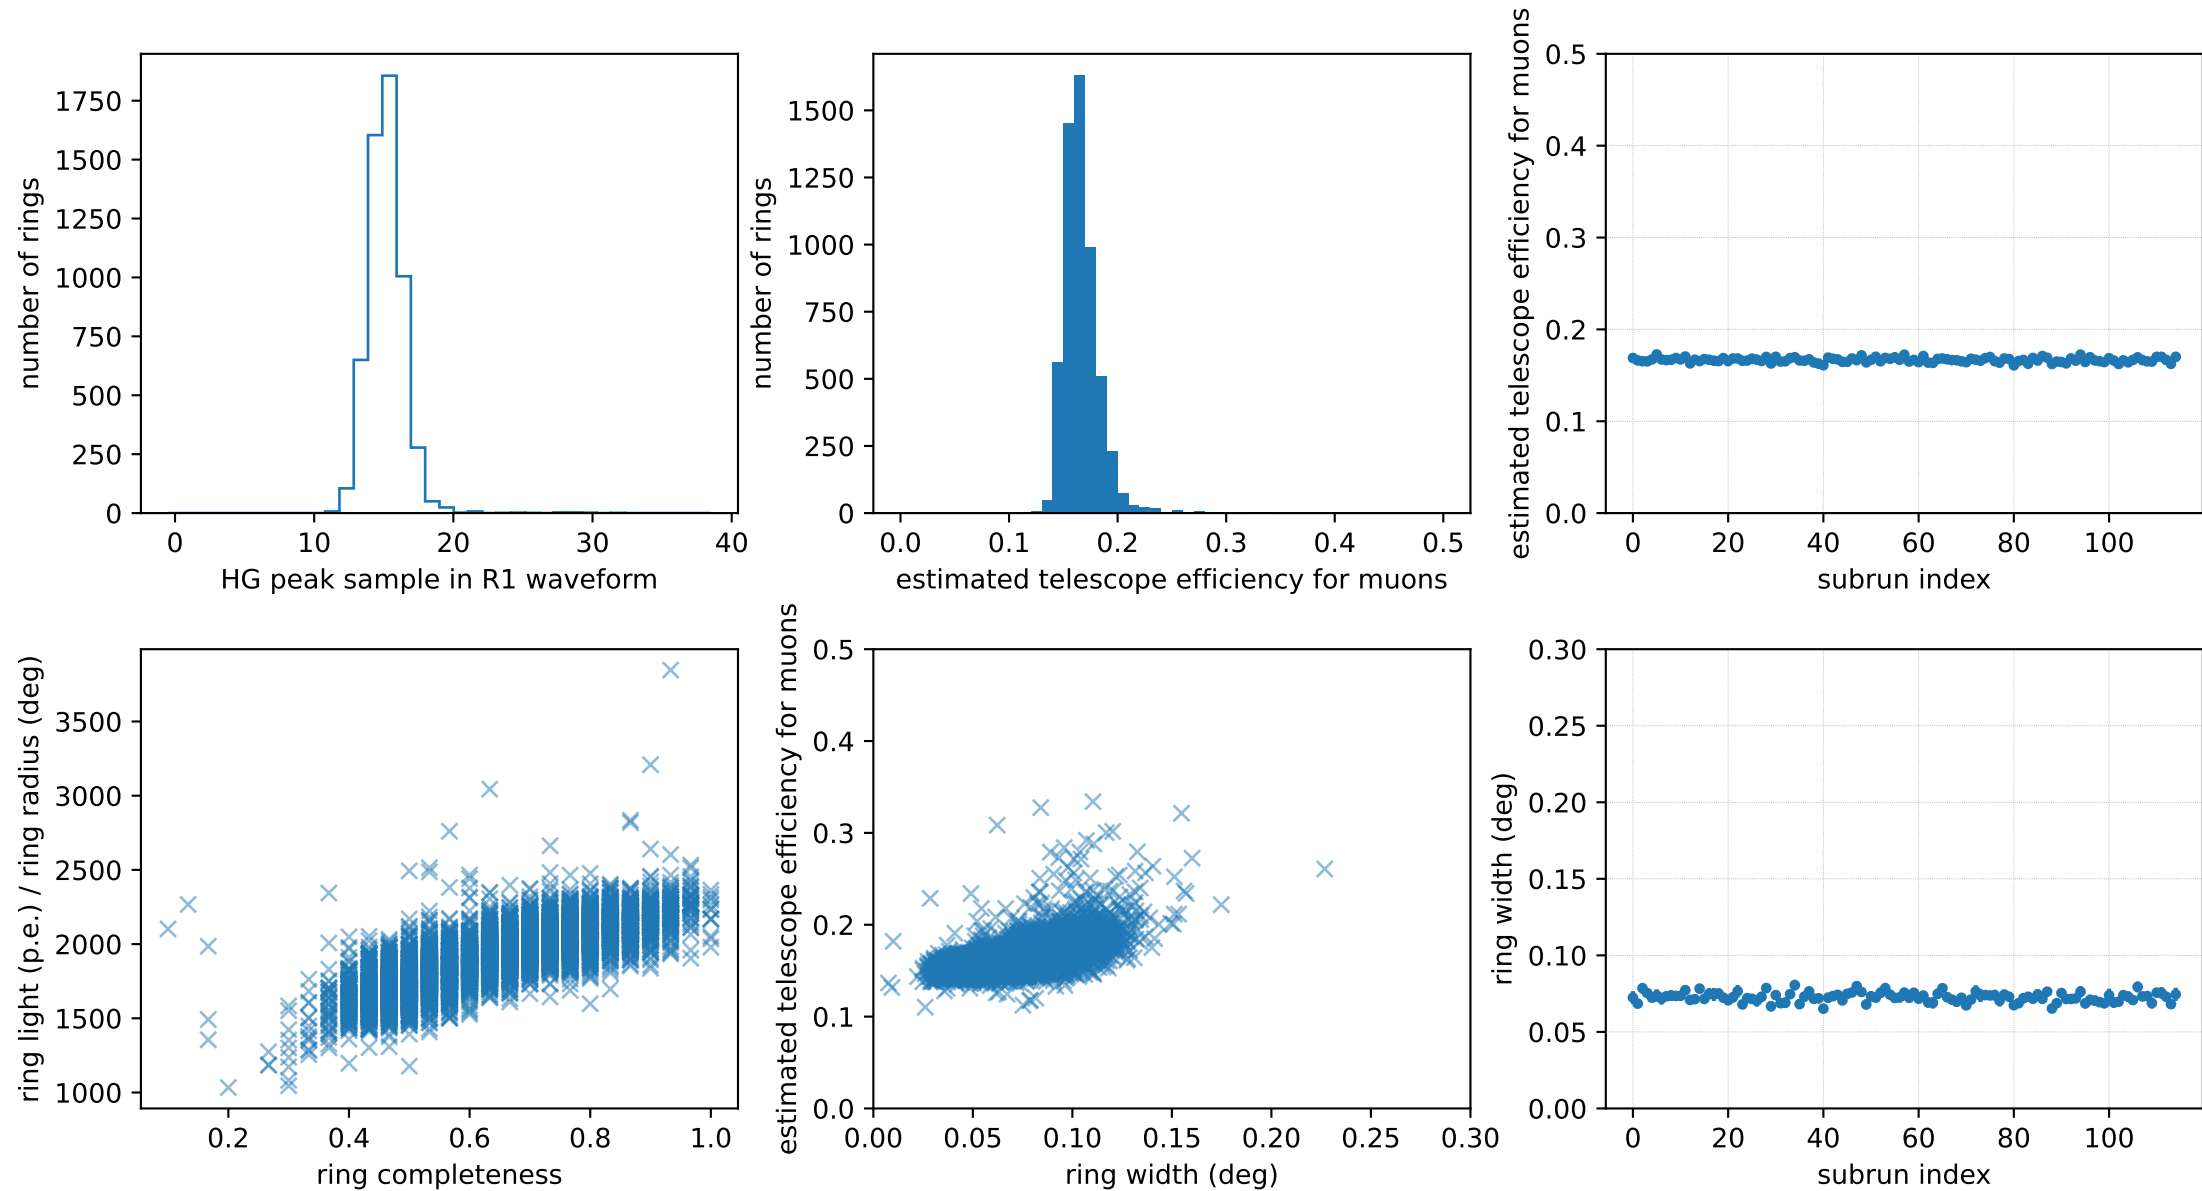 number of rings
1750
1500
1250
1000
750
500
250
0
0 10 20 30 40
HG peak sample in R1 waveform
number of rings
1500
1250
1000
750
500
250
0
0.0 0.1 0.2 0.3 0.4 0.5
estimated telescope efficiency for muons
estimated telescope efficiency for muons
0.5
0.4
0.3
0.2
0.1
0.0
0 20 40 60 80 100
subrun index
ring light (p.e.) / ring radius (deg)
3500
3000
2500
2000
1500
1000
0.2 0.4 0.6 0.8 1.0
ring completeness
estimated telescope efficiency for muons
0.5
0.4
0.3
0.2
0.1
0.0
0.00 0.05 0.10 0.15 0.20 0.25 0.30
ring width (deg)
ring width (deg)
0.30
0.25
0.20
0.15
0.10
0.05
0.00
0 20 40 60 80 100
subrun index